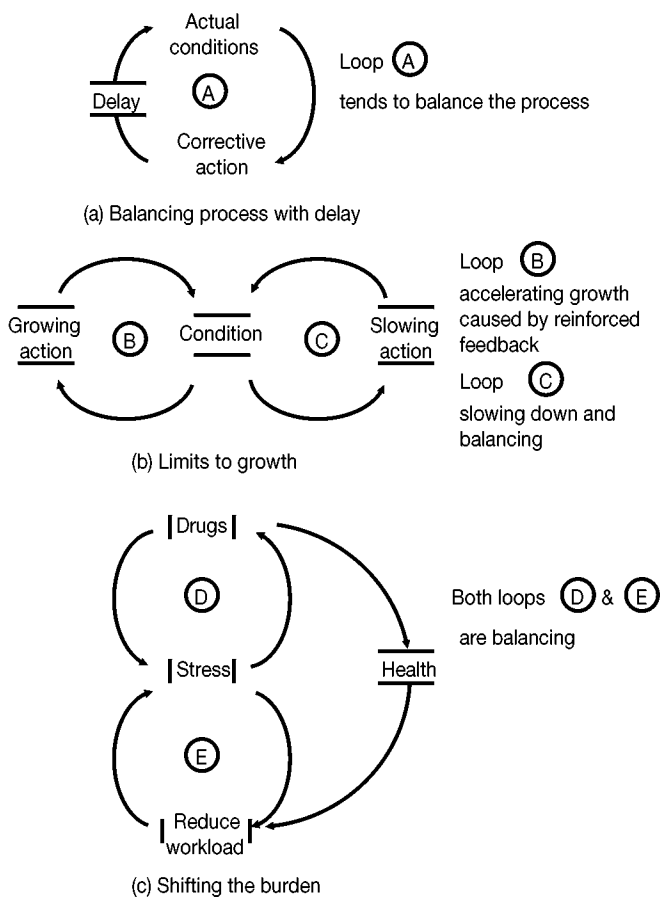 Actual
conditions
Loop A
Delay
A
tends to balance the process
Corrective
action
(a) Balancing process with delay
Loop B
accelerating growth
caused by reinforced
feedback
Growing
action
B
Condition
C
Slowing
action
Loop C
slowing down and
balancing
(b) Limits to growth
Drugs
D
Both loops D & E
are balancing
Stress
Health
E
Reduce
workload
(c) Shifting the burden